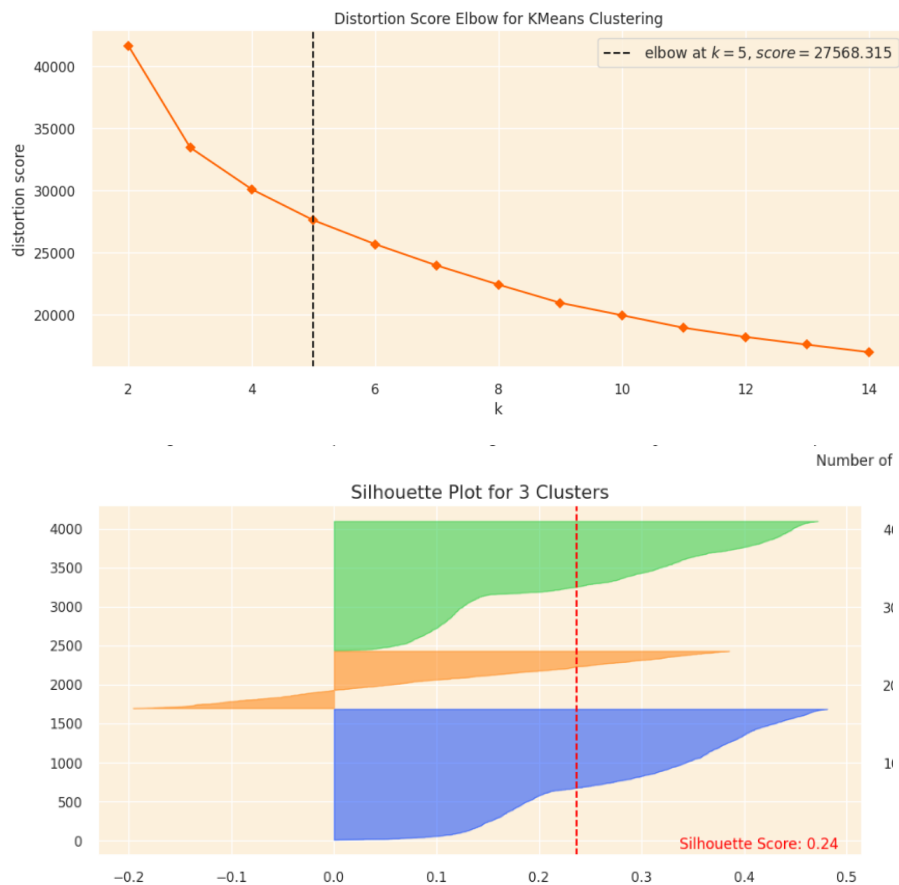 Distortion Score Elbow for KMeans Clustering
elbow at k = 5, score = 27568.315
40000
35000
30000
25000
20000
distortion score
2 4 6 8 10 12 14
k
Number of
Silhouette Plot for 3 Clusters
4000
3500
3000
2500
2000
1500
1000
500
0
Silhouette Score: 0.24
−0.2 −0.1 0.0 0.1 0.2 0.3 0.4 0.5